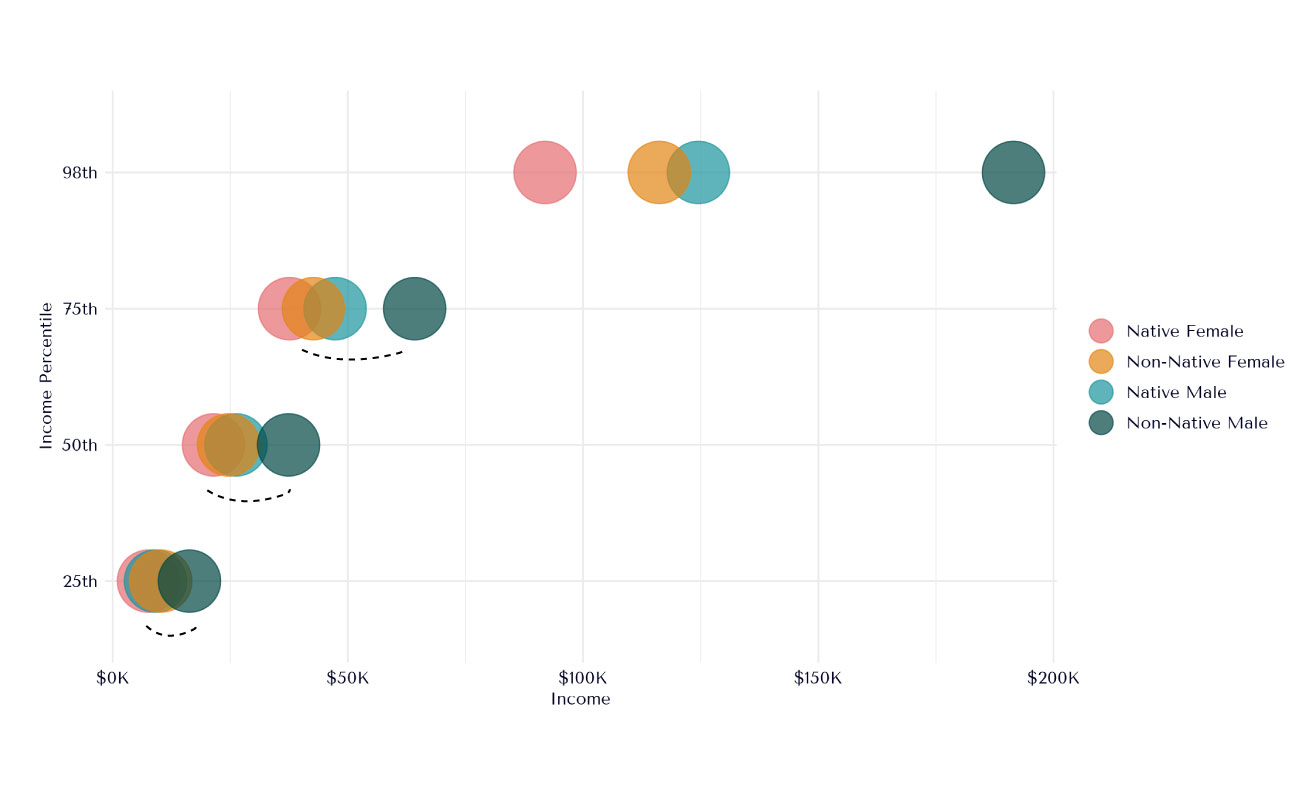 98th
75th
50th
25th
Income Percentile
$0K
$50K
$100K
$150K
$200K
Income
Native Female
Non-Native Female
Native Male
Non-Native Male